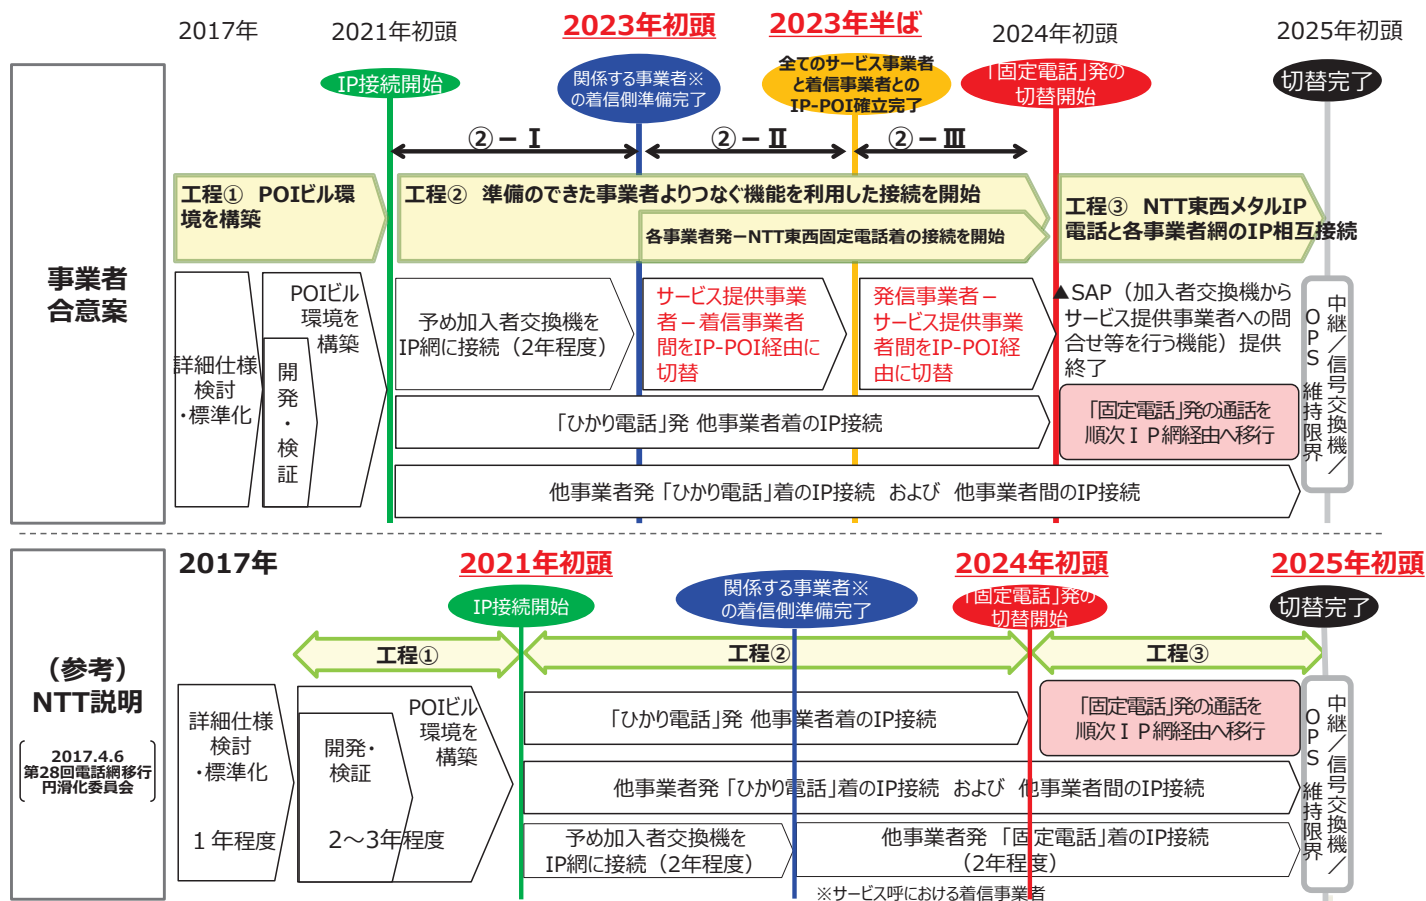 2017年
2021年初頭
2023年初頭
2023年半ば
2024年初頭
2025年初頭
事業者
合意案
IP接続開始
関係する事業者※
の着信側準備完了
全てのサービス事業者
と着信事業者との
IP-POI確立完了
「固定電話」発の
切替開始
切替完了
②－Ⅰ
②－Ⅱ
②－Ⅲ
工程① POIビル環
境を構築
工程② 準備のできた事業者よりつなぐ機能を利用した接続を開始
各事業者発－NTT東西固定電話着の接続を開始
工程③ NTT東西メタルIP
電話と各事業者網のIP相互接続
詳細仕様
検討
・標準化
POIビル
環境を
構築
開発・検証
予め加入者交換機を
IP網に接続（2年程度）
サービス提供事業
者－着信事業者
間をIP-POI経由に
切替
発信事業者－
サービス提供事業
者間をIP-POI経
由に切替
▲SAP（加入者交換機から
サービス提供事業者への問
合せ等を行う機能）提供
終了
「ひかり電話」発 他事業者着のIP接続
「固定電話」発の通話を
順次ＩＰ網経由へ移行
他事業者発「ひかり電話」着のIP接続 および 他事業者間のIP接続
中継／信号交換機／
OPS 維持限界
（参考）
NTT説明
2017.4.6
第28回電話網移行
円滑化委員会
2017年
2021年初頭
2024年初頭
2025年初頭
IP接続開始
関係する事業者※
の着信側準備完了
「固定電話」発の
切替開始
切替完了
工程①
工程②
工程③
詳細仕様
検討
・標準化
１年程度
POIビル
環境を
構築
開発・
検証
2～3年程度
「ひかり電話」発 他事業者着のIP接続
「固定電話」発の通話を
順次ＩＰ網経由へ移行
他事業者発「ひかり電話」着のIP接続 および 他事業者間のIP接続
予め加入者交換機を
IP網に接続（2年程度）
他事業者発 「固定電話」着のIP接続
（2年程度）
中継／信号交換機／
OPS 維持限界
※サービス呼における着信事業者